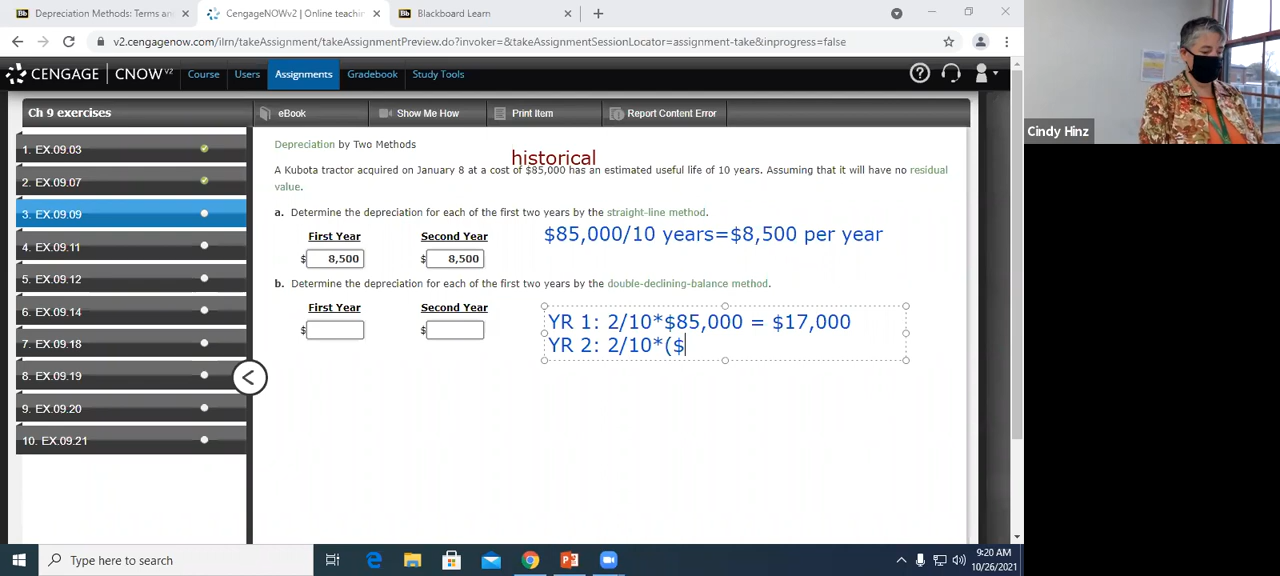 Depreciation Methods: Terms an
CengageNOWv2 | Online teachin
Blackboard Learn
v2.cengagenow.com/ilrn/takeAssignment/takeAssignmentPreview.do?invoker=&takeAssignmentSessionLocator=assignment-take&inprogress=false
CENGAGE | CNOWv2 Course Users Assignments Gradebook Study Tools
Cindy Hinz
Ch 9 exercises
eBook Show Me How Print Item Report Content Error
1. EX.09.03
2. EX.09.07
3. EX.09.09
4. EX.09.11
5. EX.09.12
6. EX.09.14
7. EX.09.18
8. EX.09.19
9. EX.09.20
10. EX.09.21
Depreciation by Two Methods
historical
A Kubota tractor acquired on January 8 at a cost of $85,000 has an estimated useful life of 10 years. Assuming that it will have no residual
value.
a. Determine the depreciation for each of the first two years by the straight-line method.
First Year Second Year
$85,000/10 years=$8,500 per year
$ 8,500 $ 8,500
b. Determine the depreciation for each of the first two years by the double-declining-balance method.
First Year Second Year
$ $
YR 1: 2/10*$85,000 = $17,000
YR 2: 2/10*($
Type here to search
9:20 AM
10/26/2021